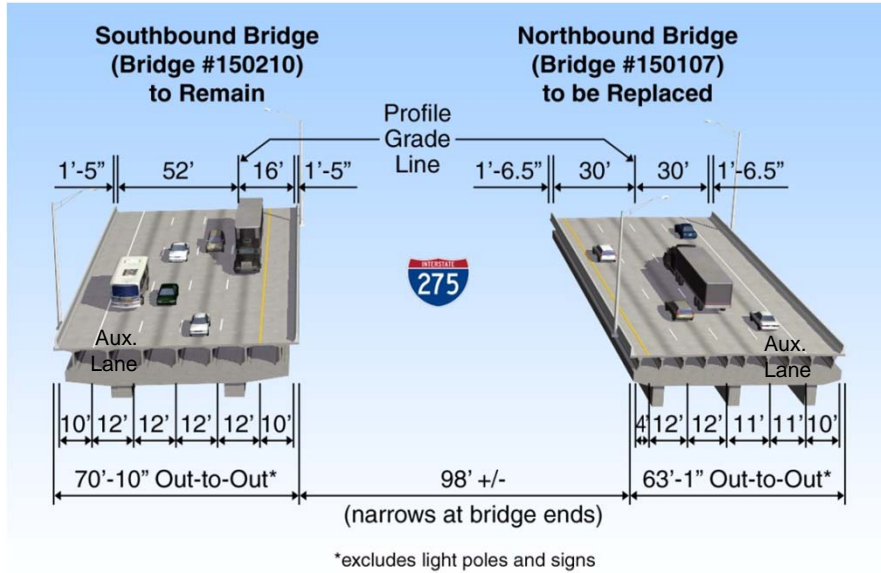 Southbound Bridge
(Bridge #150210)
to Remain
Northbound Bridge
(Bridge #150107)
to be Replaced
Profile
Grade
Line
1’-5” 52’ 16’ 1’-5”
1’-6.5” 30’ 30’ 1’-6.5”
INTERSTATE
275
Aux.
Lane
Aux.
Lane
10’ 12’ 12’ 12’ 12’ 10’
4’ 12’ 12’ 11’ 11’ 10’
70’-10” Out-to-Out* 98’ +/- 63’-1” Out-to-Out*
(narrows at bridge ends)
*excludes light poles and signs